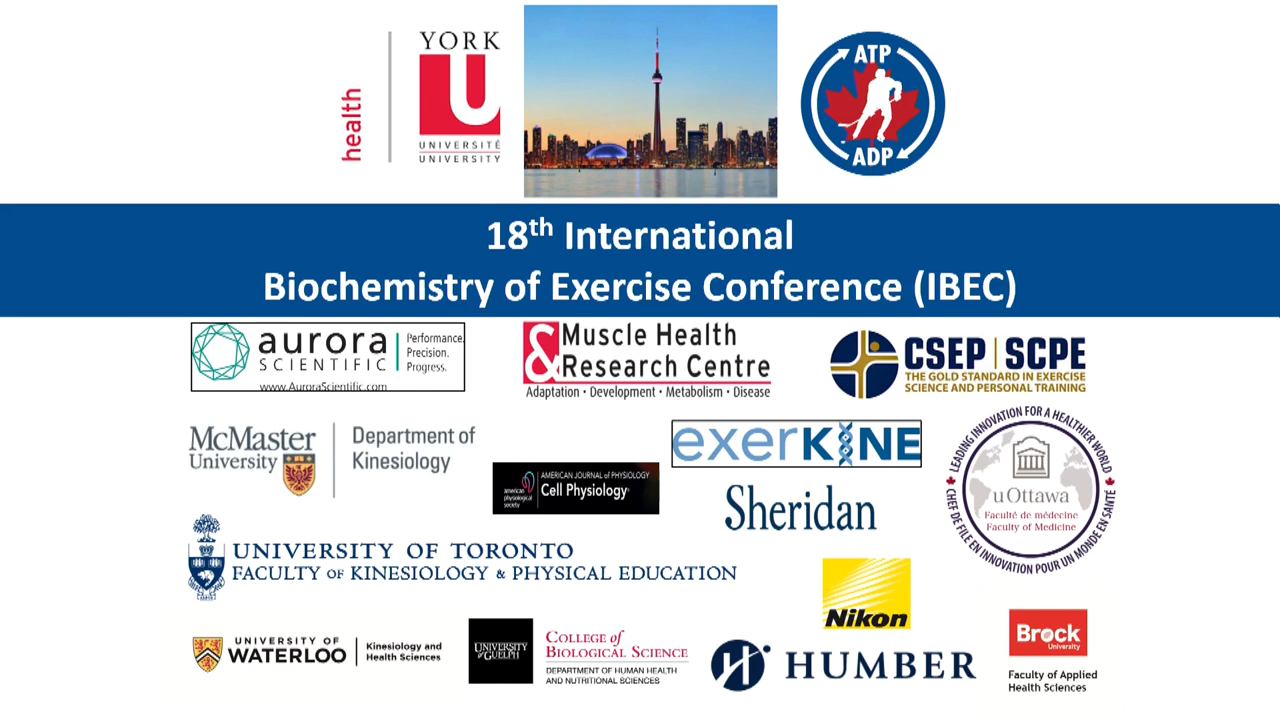 health
YORK
U
UNIVERSITÉ
UNIVERSITY
ATP
ADP
18th International
Biochemistry of Exercise Conference (IBEC)
aurora
SCIENTIFIC
Performance.
Precision.
Progress.
www.AuroraScientific.com
& Muscle Health
Research Centre
Adaptation • Development • Metabolism • Disease
CSEP | SCPE
THE GOLD STANDARD IN EXERCISE
SCIENCE AND PERSONAL TRAINING
McMaster
University
Department of
Kinesiology
american
physiological
society
AMERICAN JOURNAL of PHYSIOLOGY
Cell Physiology
exerKINE
Sheridan
LEADING INNOVATION FOR A HEALTHIER WORLD
uOttawa
Faculté de médecine
Faculty of Medicine
CHEF DE FILE EN INNOVATION POUR UN MONDE EN SANTÉ
UNIVERSITY OF TORONTO
FACULTY OF KINESIOLOGY & PHYSICAL EDUCATION
Nikon
UNIVERSITY OF
WATERLOO
Kinesiology and
Health Sciences
UNIVERSITY
OF GUELPH
COLLEGE of
BIOLOGICAL SCIENCE
DEPARTMENT OF HUMAN HEALTH
AND NUTRITIONAL SCIENCES
H HUMBER
Brock
University
Faculty of Applied
Health Sciences